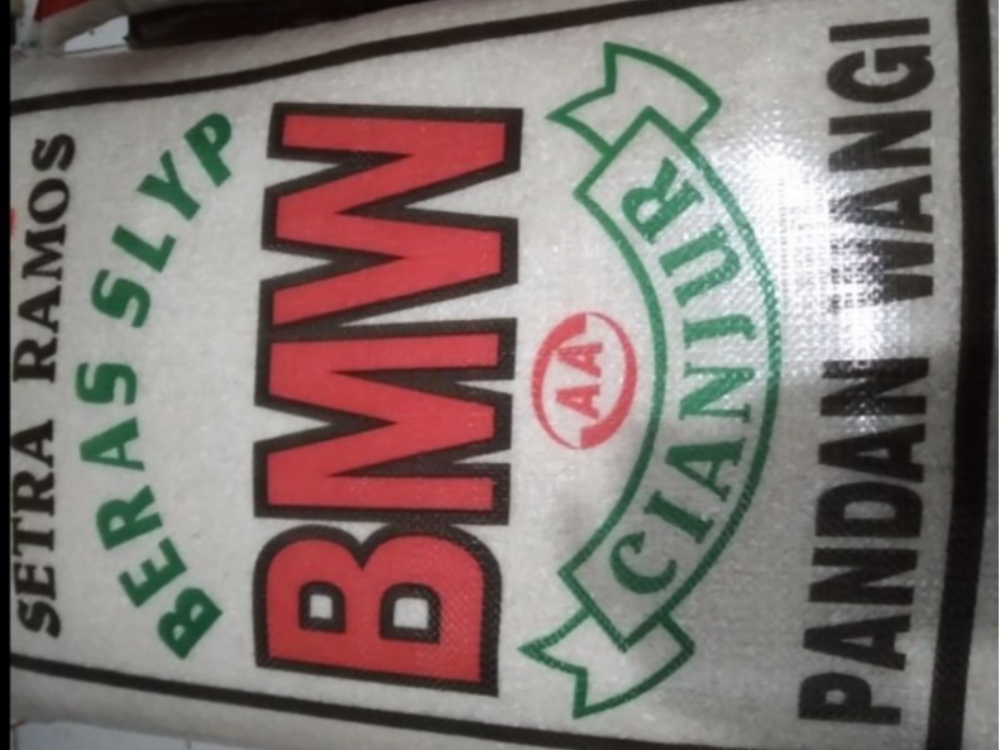 SETRA RAMOS
BERAS SLYP
BMW
AA
CIANJUR
PANDAN WANGI